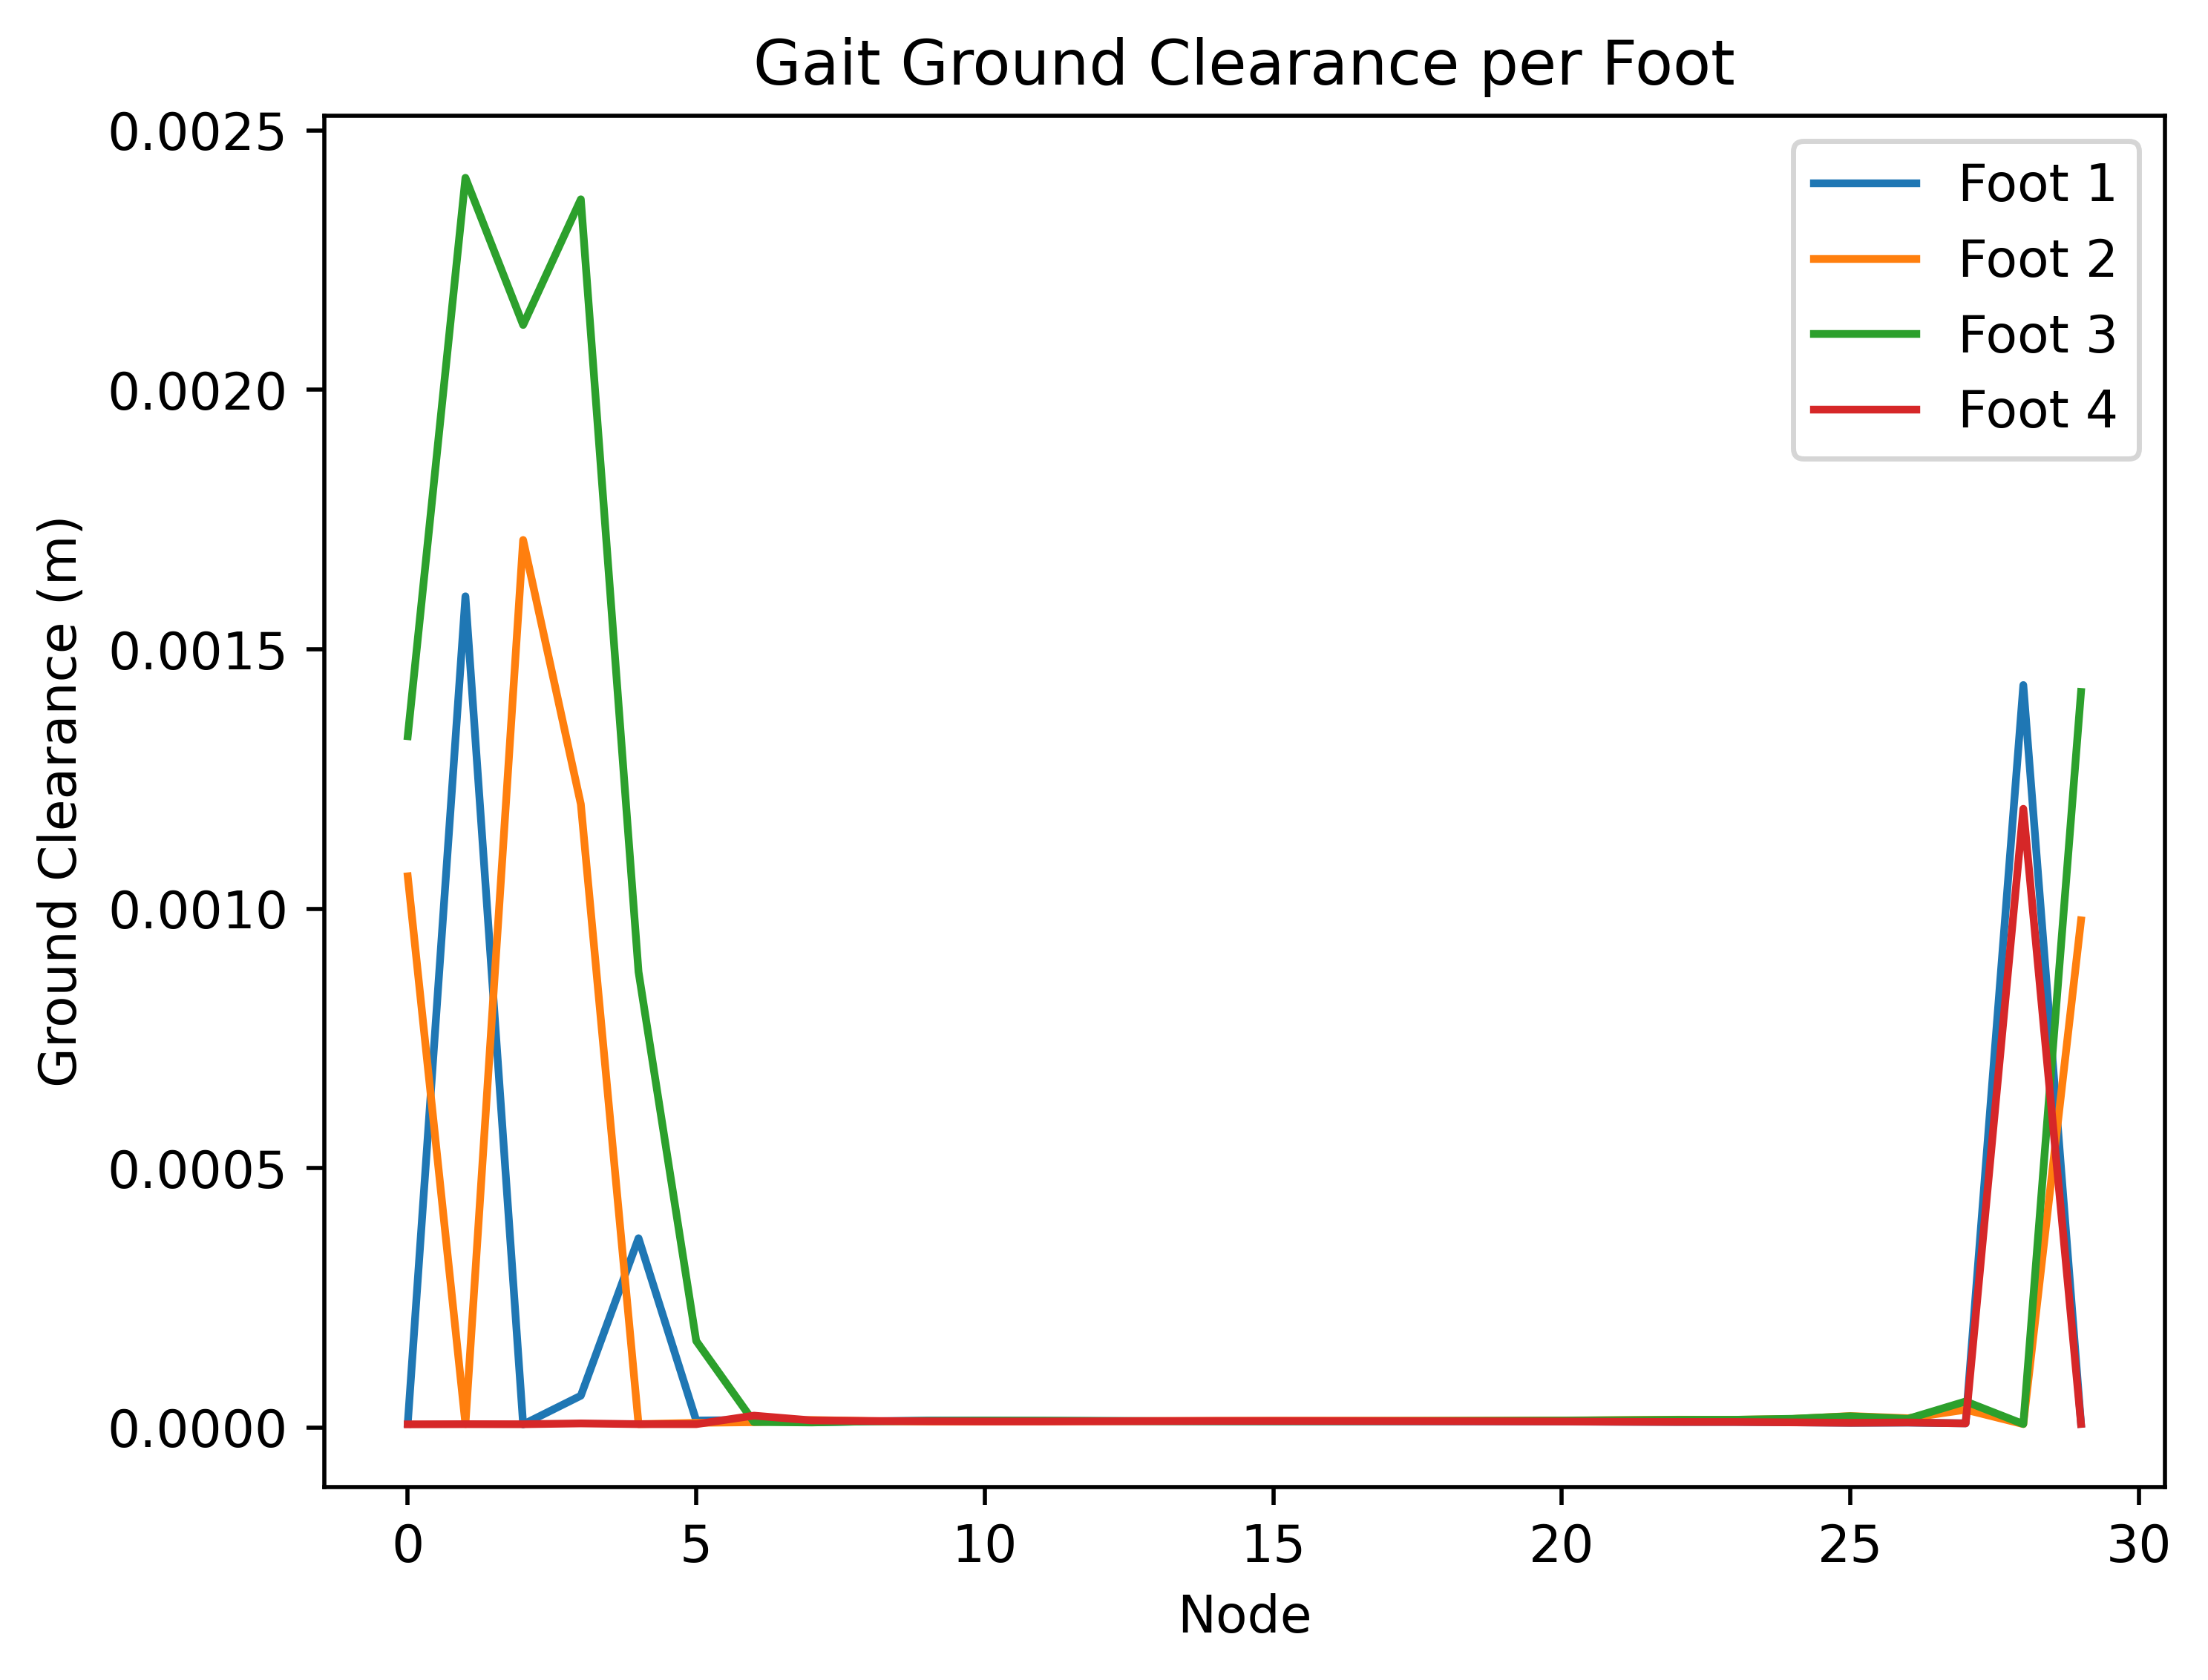 Gait Ground Clearance per Foot
0.0025
0.0020
0.0015
0.0010
0.0005
0.0000
Ground Clearance (m)
Foot 1
Foot 2
Foot 3
Foot 4
0 5 10 15 20 25 30
Node